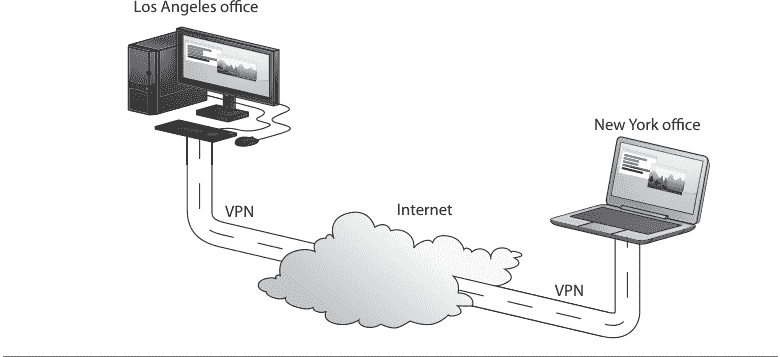 Los Angeles office
New York office
VPN
Internet
VPN